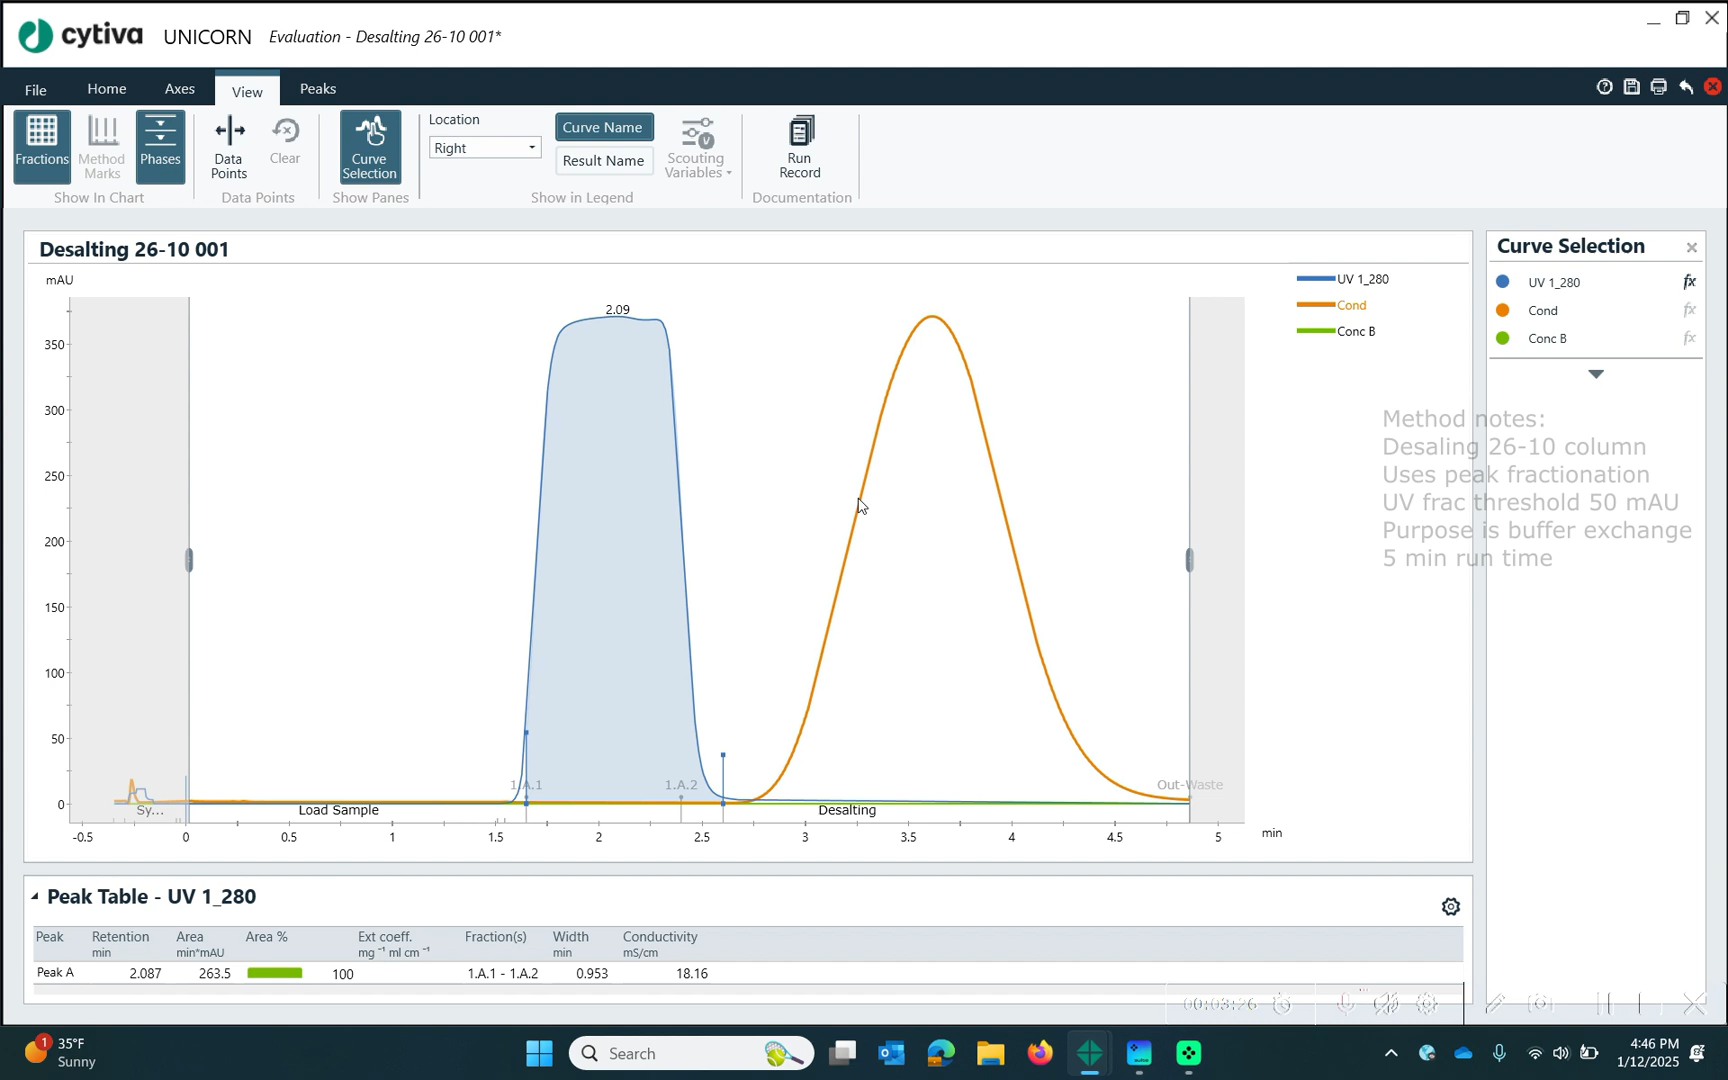 cytiva UNICORN Evaluation - Desalting 26-10 001*
File Home Axes View Peaks
Fractions
Method Marks
Phases
Show In Chart
Data Points
Clear
Data Points
Curve Selection
Show Panes
Location
Right
Curve Name
Result Name
Scouting Variables
Show in Legend
Run Record
Documentation
Desalting 26-10 001
mAU
2.09
UV 1_280
Cond
Conc B
350
300
250
200
150
100
50
0
1.A.1 1.A.2 Out-Waste
Sy... Load Sample Desalting
-0.5 0 0.5 1 1.5 2 2.5 3 3.5 4 4.5 5 min
Curve Selection
UV 1_280 fx
Cond fx
Conc B fx
Method notes:
Desaling 26-10 column
Uses peak fractionation
UV frac threshold 50 mAU
Purpose is buffer exchange
5 min run time
Peak Table - UV 1_280
Peak Retention Area Area % Ext coeff. Fraction(s) Width Conductivity
min min*mAU mg⁻¹ ml cm⁻¹ min mS/cm
Peak A 2.087 263.5 100 1.A.1 - 1.A.2 0.953 18.16
00:03:26
1
35°F
Sunny
Search
4:46 PM
1/12/2025